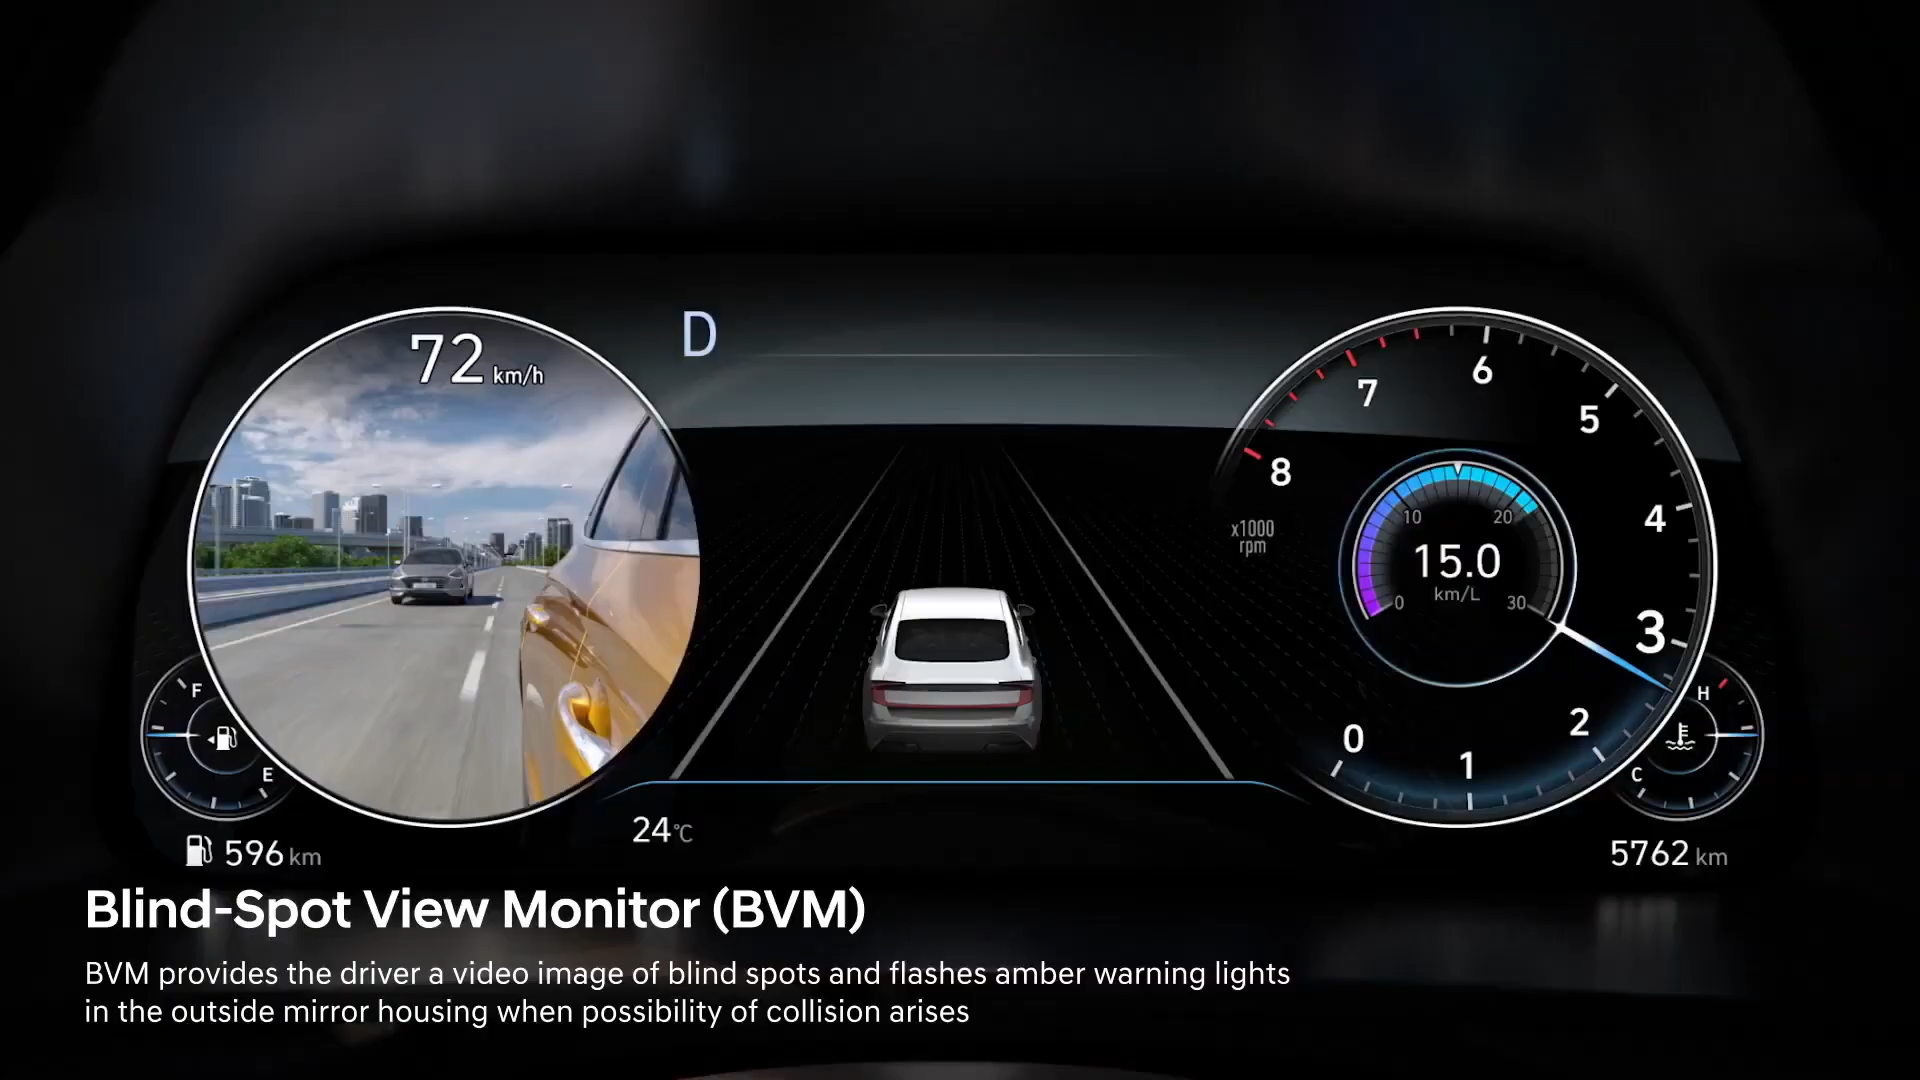 72 km/h
D
6
7
5
8
4
x1000
rpm
10
20
15.0
km/L
0
30
3
2
0
1
F
E
H
C
24°C
596 km
5762 km
Blind-Spot View Monitor (BVM)
BVM provides the driver a video image of blind spots and flashes amber warning lights
in the outside mirror housing when possibility of collision arises